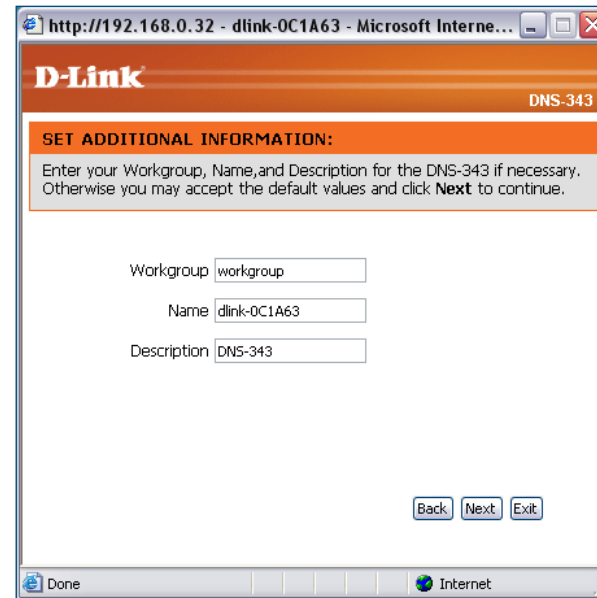 http://192.168.0.32 - dlink-0C1A63 - Microsoft Interne...
D-Link
DNS-343
SET ADDITIONAL INFORMATION:
Enter your Workgroup, Name,and Description for the DNS-343 if necessary.
Otherwise you may accept the default values and click Next to continue.
Workgroup workgroup
Name dlink-0C1A63
Description DNS-343
Back Next Exit
Done Internet